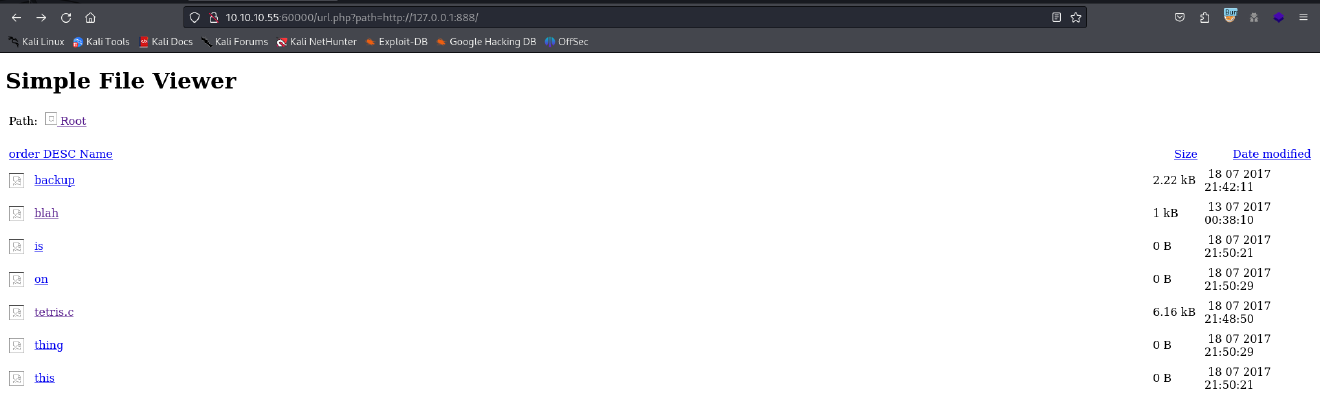 10.10.10.55:60000/url.php?path=http://127.0.0.1:888/
Kali Linux Kali Tools Kali Docs Kali Forums Kali NetHunter Exploit-DB Google Hacking DB OffSec
Simple File Viewer
Path: Root
order DESC Name Size Date modified
backup 2.22 kB 18 07 2017
21:42:11
blah 1 kB 13 07 2017
00:38:10
is 0 B 18 07 2017
21:50:21
on 0 B 18 07 2017
21:50:29
tetris.c 6.16 kB 18 07 2017
21:48:50
thing 0 B 18 07 2017
21:50:29
this 0 B 18 07 2017
21:50:21